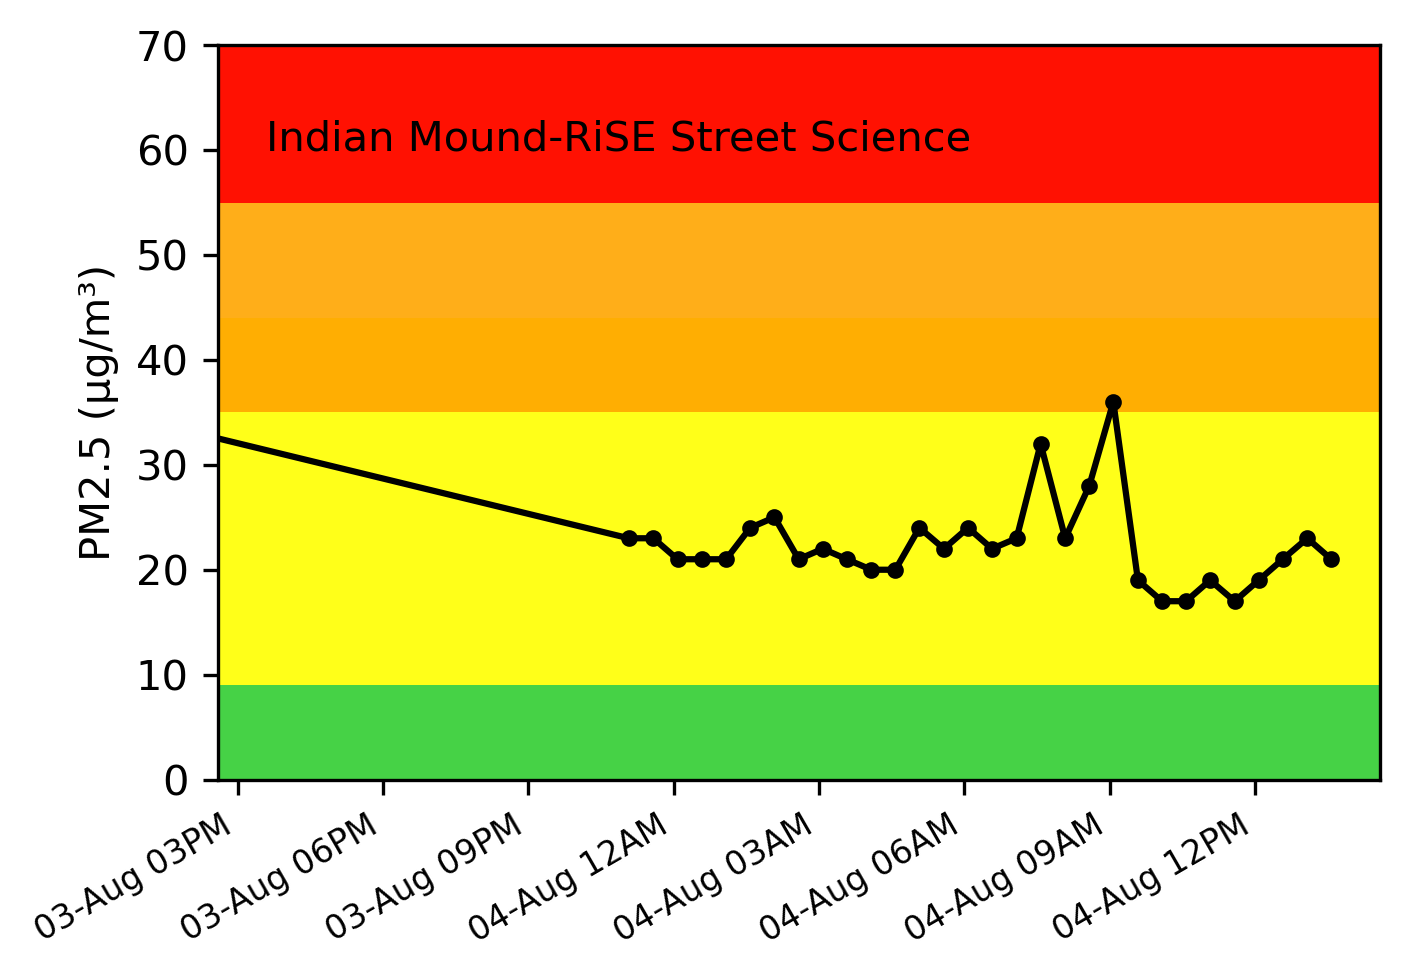 70
Indian Mound-RiSE Street Science
60
50
40
30
20
10
0
PM2.5 (µg/m³)
03-Aug 03PM
03-Aug 06PM
03-Aug 09PM
04-Aug 12AM
04-Aug 03AM
04-Aug 06AM
04-Aug 09AM
04-Aug 12PM